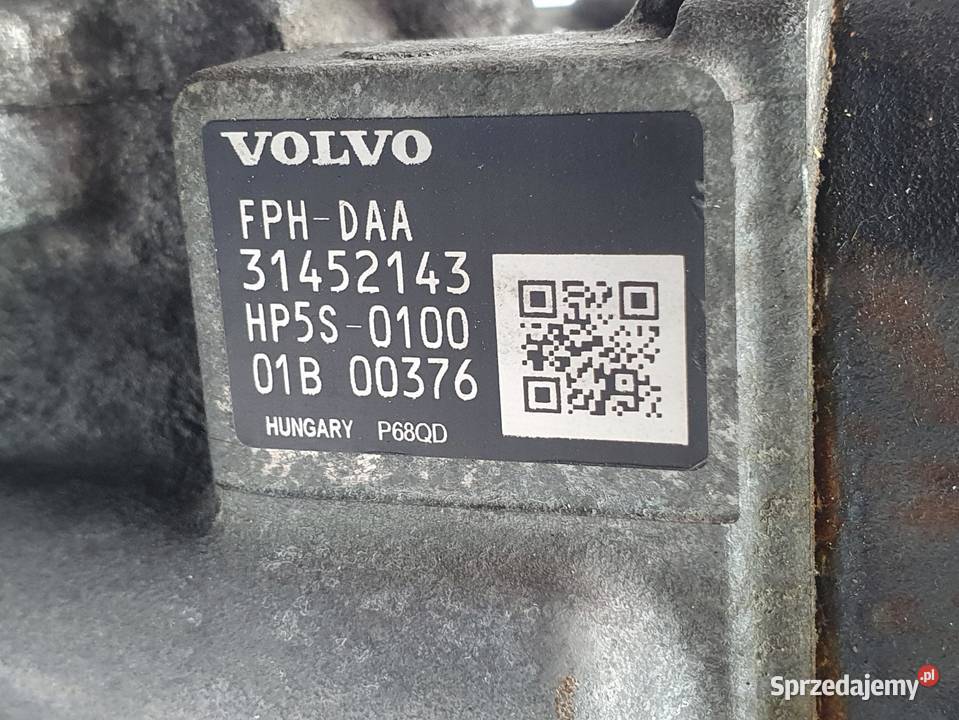 VOLVO
FPH-DAA
31452143
HP5S-0100
01B 00376
HUNGARY P68QD
Sprzedajemy.pl